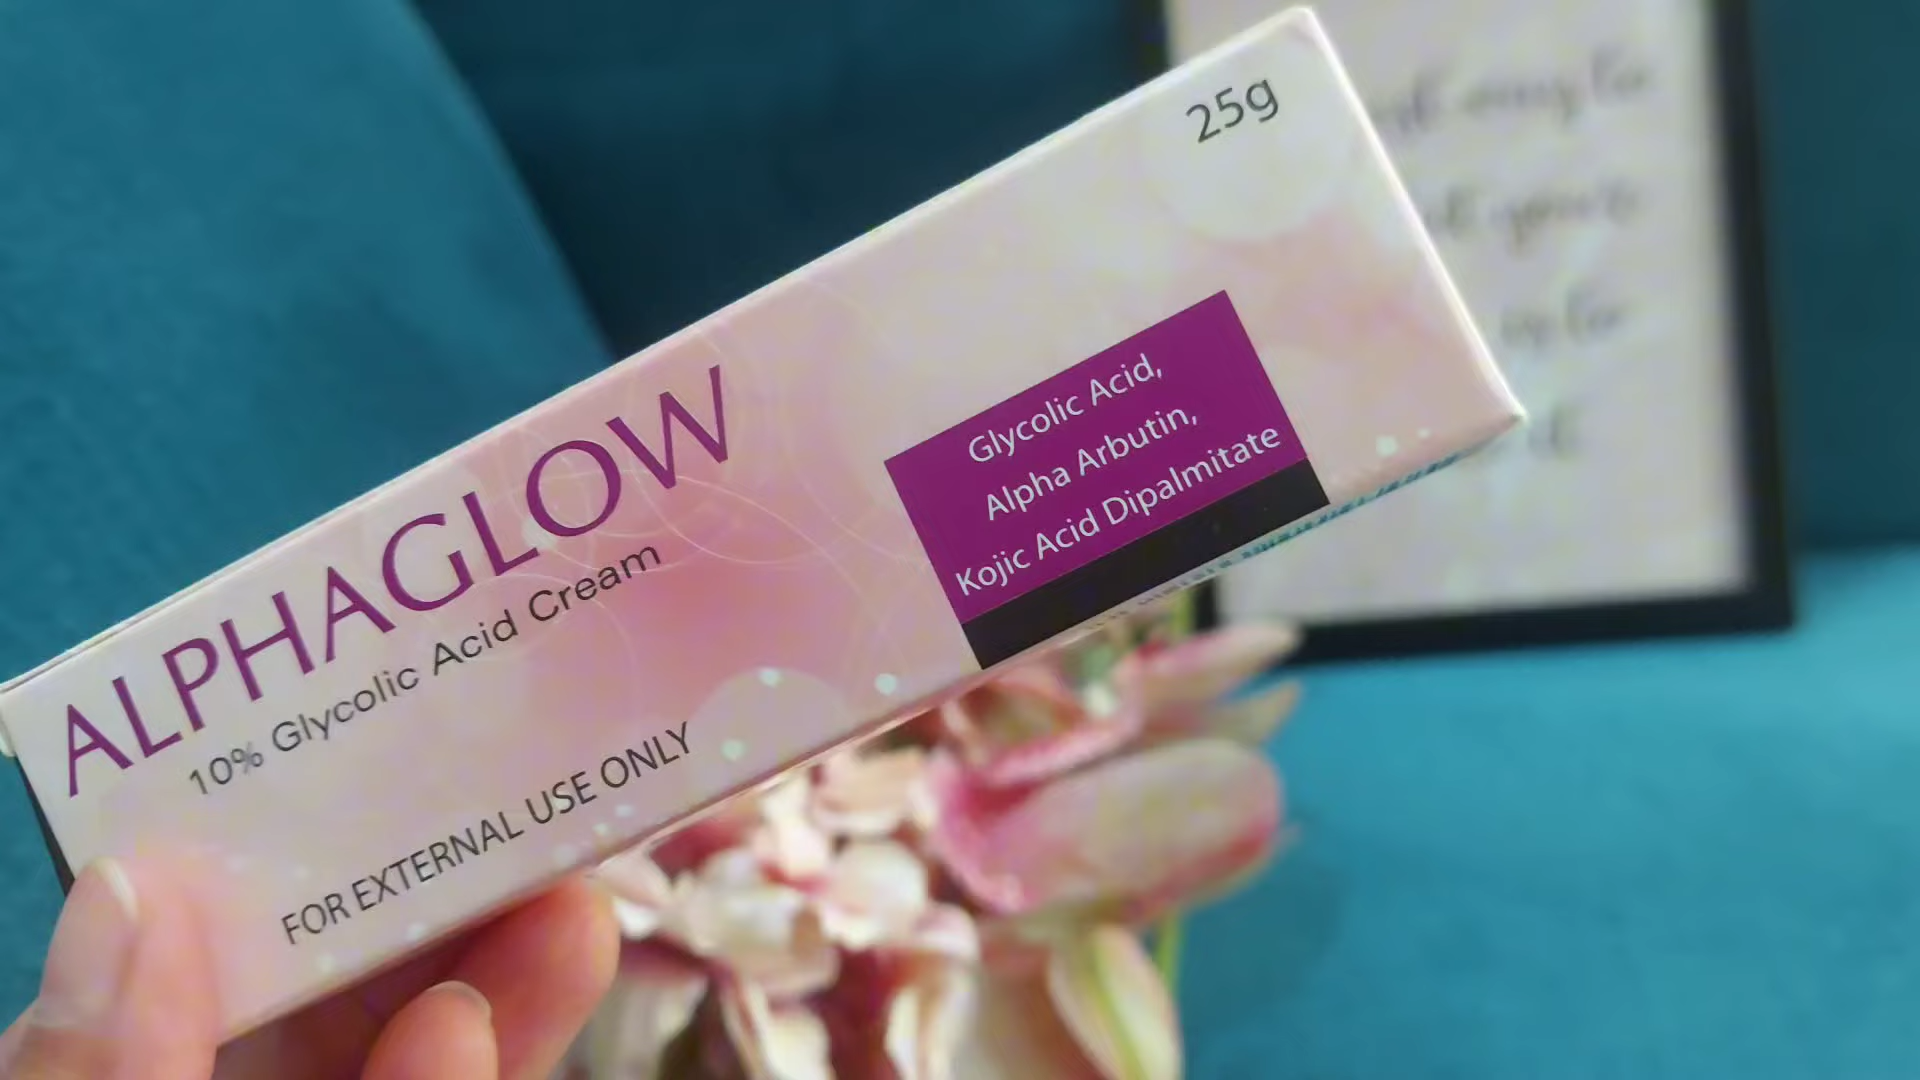 25g
ALPHAGLOW
10% Glycolic Acid Cream
FOR EXTERNAL USE ONLY
Glycolic Acid,
Alpha Arbutin,
Kojic Acid Dipalmitate